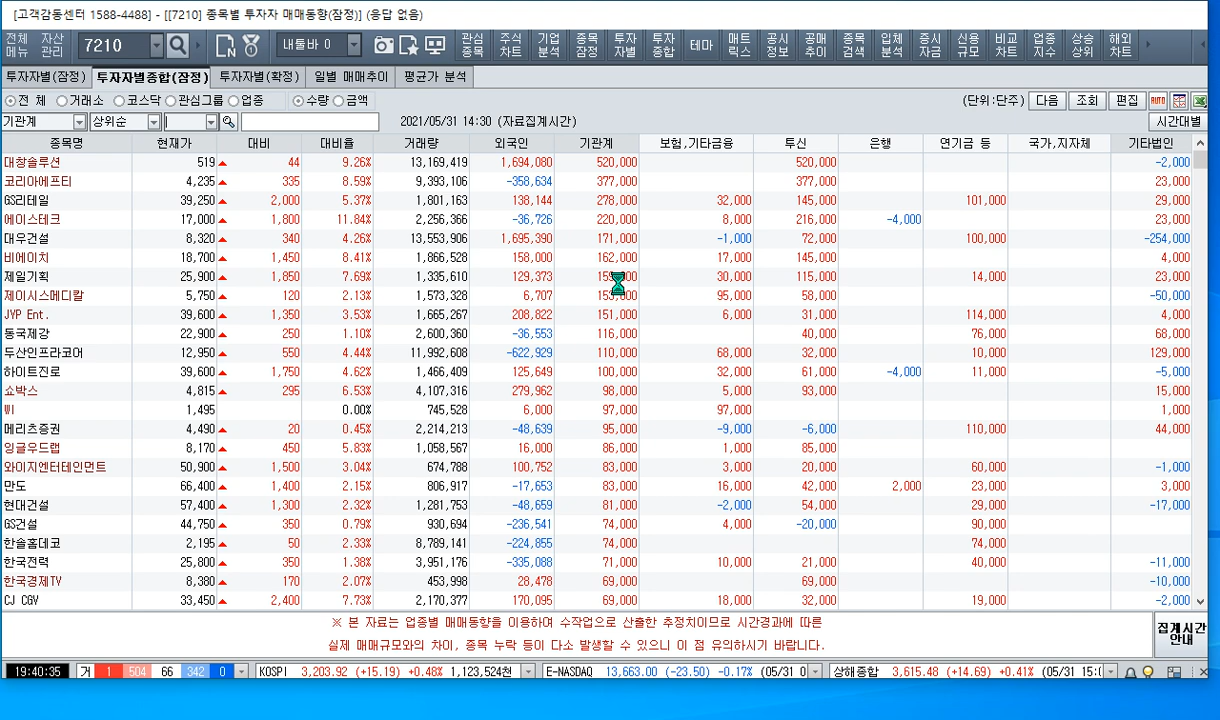 [고객감동센터 1588-4488] - [[7210] 종목별 투자자 매매동향(잠정)] (응답 없음)
전체메뉴 자산관리 7210 내툴바 0 관심종목 주식차트 기업분석 종목잠정 투자자별 투자종합 테마 매트릭스 공시정보 공매추이 종목검색 입체분석 증시자금 신용규모 비교차트 업종지수 상승상위 해외차트
투자자별(잠정) 투자자별종합(잠정) 투자자별(확정) 일별 매매추이 평균가 분석
전 체 거래소 코스닥 관심그룹 업종 수량 금액 (단위:단주) 다음 조회 편집 AUTO
기관계 상위순 2021/05/31 14:30 (자료집계시간) 시간대별
종목명 현재가 대비 대비율 거래량 외국인 기관계 보험,기타금융 투신 은행 연기금 등 국가,지자체 기타법인
대창솔루션 519 44 9.26% 13,169,419 1,694,080 520,000 520,000 -2,000
코리아에프티 4,235 335 8.59% 9,393,106 -358,634 377,000 377,000 23,000
GS리테일 39,250 2,000 5.37% 1,801,163 138,144 278,000 32,000 145,000 101,000 29,000
에이스테크 17,000 1,800 11.84% 2,256,366 -36,726 220,000 8,000 216,000 -4,000 23,000
대우건설 8,320 340 4.26% 13,553,906 1,695,390 171,000 -1,000 72,000 100,000 -254,000
비에이치 18,700 1,450 8.41% 1,866,528 158,000 162,000 17,000 145,000 4,000
제일기획 25,900 1,850 7.69% 1,335,610 129,373 30,000 115,000 14,000 23,000
제이시스메디칼 5,750 120 2.13% 1,573,328 6,707 95,000 58,000 -50,000
JYP Ent. 39,600 1,350 3.53% 1,665,267 208,822 151,000 6,000 31,000 114,000 4,000
동국제강 22,900 250 1.10% 2,600,360 -36,553 116,000 40,000 76,000 68,000
두산인프라코어 12,950 550 4.44% 11,992,608 -622,929 110,000 68,000 32,000 10,000 129,000
하이트진로 39,600 1,750 4.62% 1,466,409 125,649 100,000 32,000 61,000 -4,000 11,000 -5,000
쇼박스 4,815 295 6.53% 4,107,316 279,962 98,000 5,000 93,000 15,000
WI 1,495 0.00% 745,528 6,000 97,000 97,000 1,000
메리츠증권 4,490 20 0.45% 2,214,213 -48,639 95,000 -9,000 -6,000 110,000 44,000
잉글우드랩 8,170 450 5.83% 1,058,567 16,000 86,000 1,000 85,000
와이지엔터테인먼트 50,900 1,500 3.04% 674,788 100,752 83,000 3,000 20,000 60,000 -1,000
만도 66,400 1,400 2.15% 806,917 -17,653 83,000 16,000 42,000 2,000 23,000 3,000
현대건설 57,400 1,300 2.32% 1,281,753 -48,659 81,000 -2,000 54,000 29,000 -17,000
GS건설 44,750 350 0.79% 930,694 -236,541 74,000 4,000 -20,000 90,000
한솔홈데코 2,195 50 2.33% 8,789,141 -224,855 74,000 74,000
한국전력 25,800 350 1.38% 3,951,176 -335,088 71,000 10,000 21,000 40,000 -11,000
한국경제TV 8,380 170 2.07% 453,998 28,478 69,000 69,000 -10,000
CJ CGV 33,450 2,400 7.73% 2,170,377 170,095 69,000 18,000 32,000 19,000 -2,000
※ 본 자료는 업종별 매매동향을 이용하여 수작업으로 산출한 추정치이므로 시간경과에 따른
실제 매매규모와의 차이, 종목 누락 등이 다소 발생할 수 있으니 이 점 유의하시기 바랍니다.
집계시간
안내
19:40:35 거 1 504 66 342 0 KOSPI 3,203.92 (+15.19) +0.48% 1,123,524천 E-NASDAQ 13,663.00 (-23.50) -0.17% (05/31 0 상해종합 3,615.48 (+14.69) +0.41% (05/31 15:(